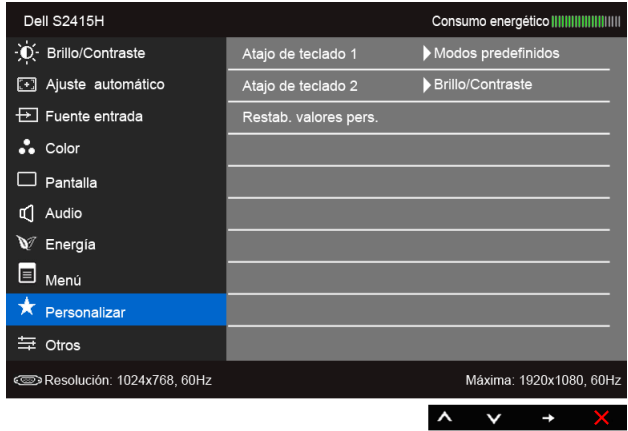 Dell S2415H Consumo energético
Brillo/Contraste Atajo de teclado 1 Modos predefinidos
Ajuste automático Atajo de teclado 2 Brillo/Contraste
Fuente entrada Restab. valores pers.
Color
Pantalla
Audio
Energía
Menú
Personalizar
Otros
Resolución: 1024x768, 60Hz Máxima: 1920x1080, 60Hz